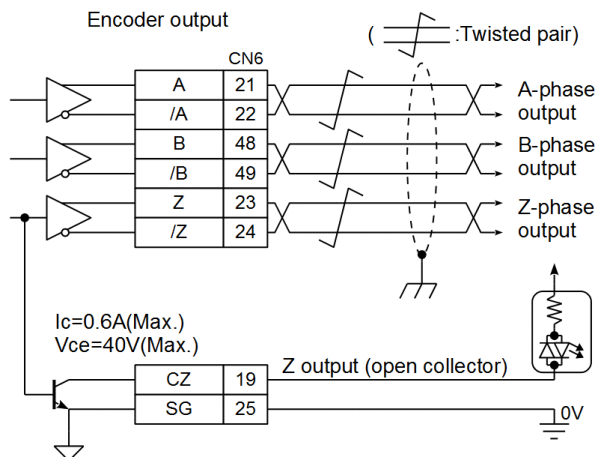 Encoder output
( :Twisted pair)
CN6
A 21
/A 22
A-phase
output
B 48
/B 49
B-phase
output
Z 23
/Z 24
Z-phase
output
Ic=0.6A(Max.)
Vce=40V(Max.)
Z output (open collector)
CZ 19
SG 25
0V